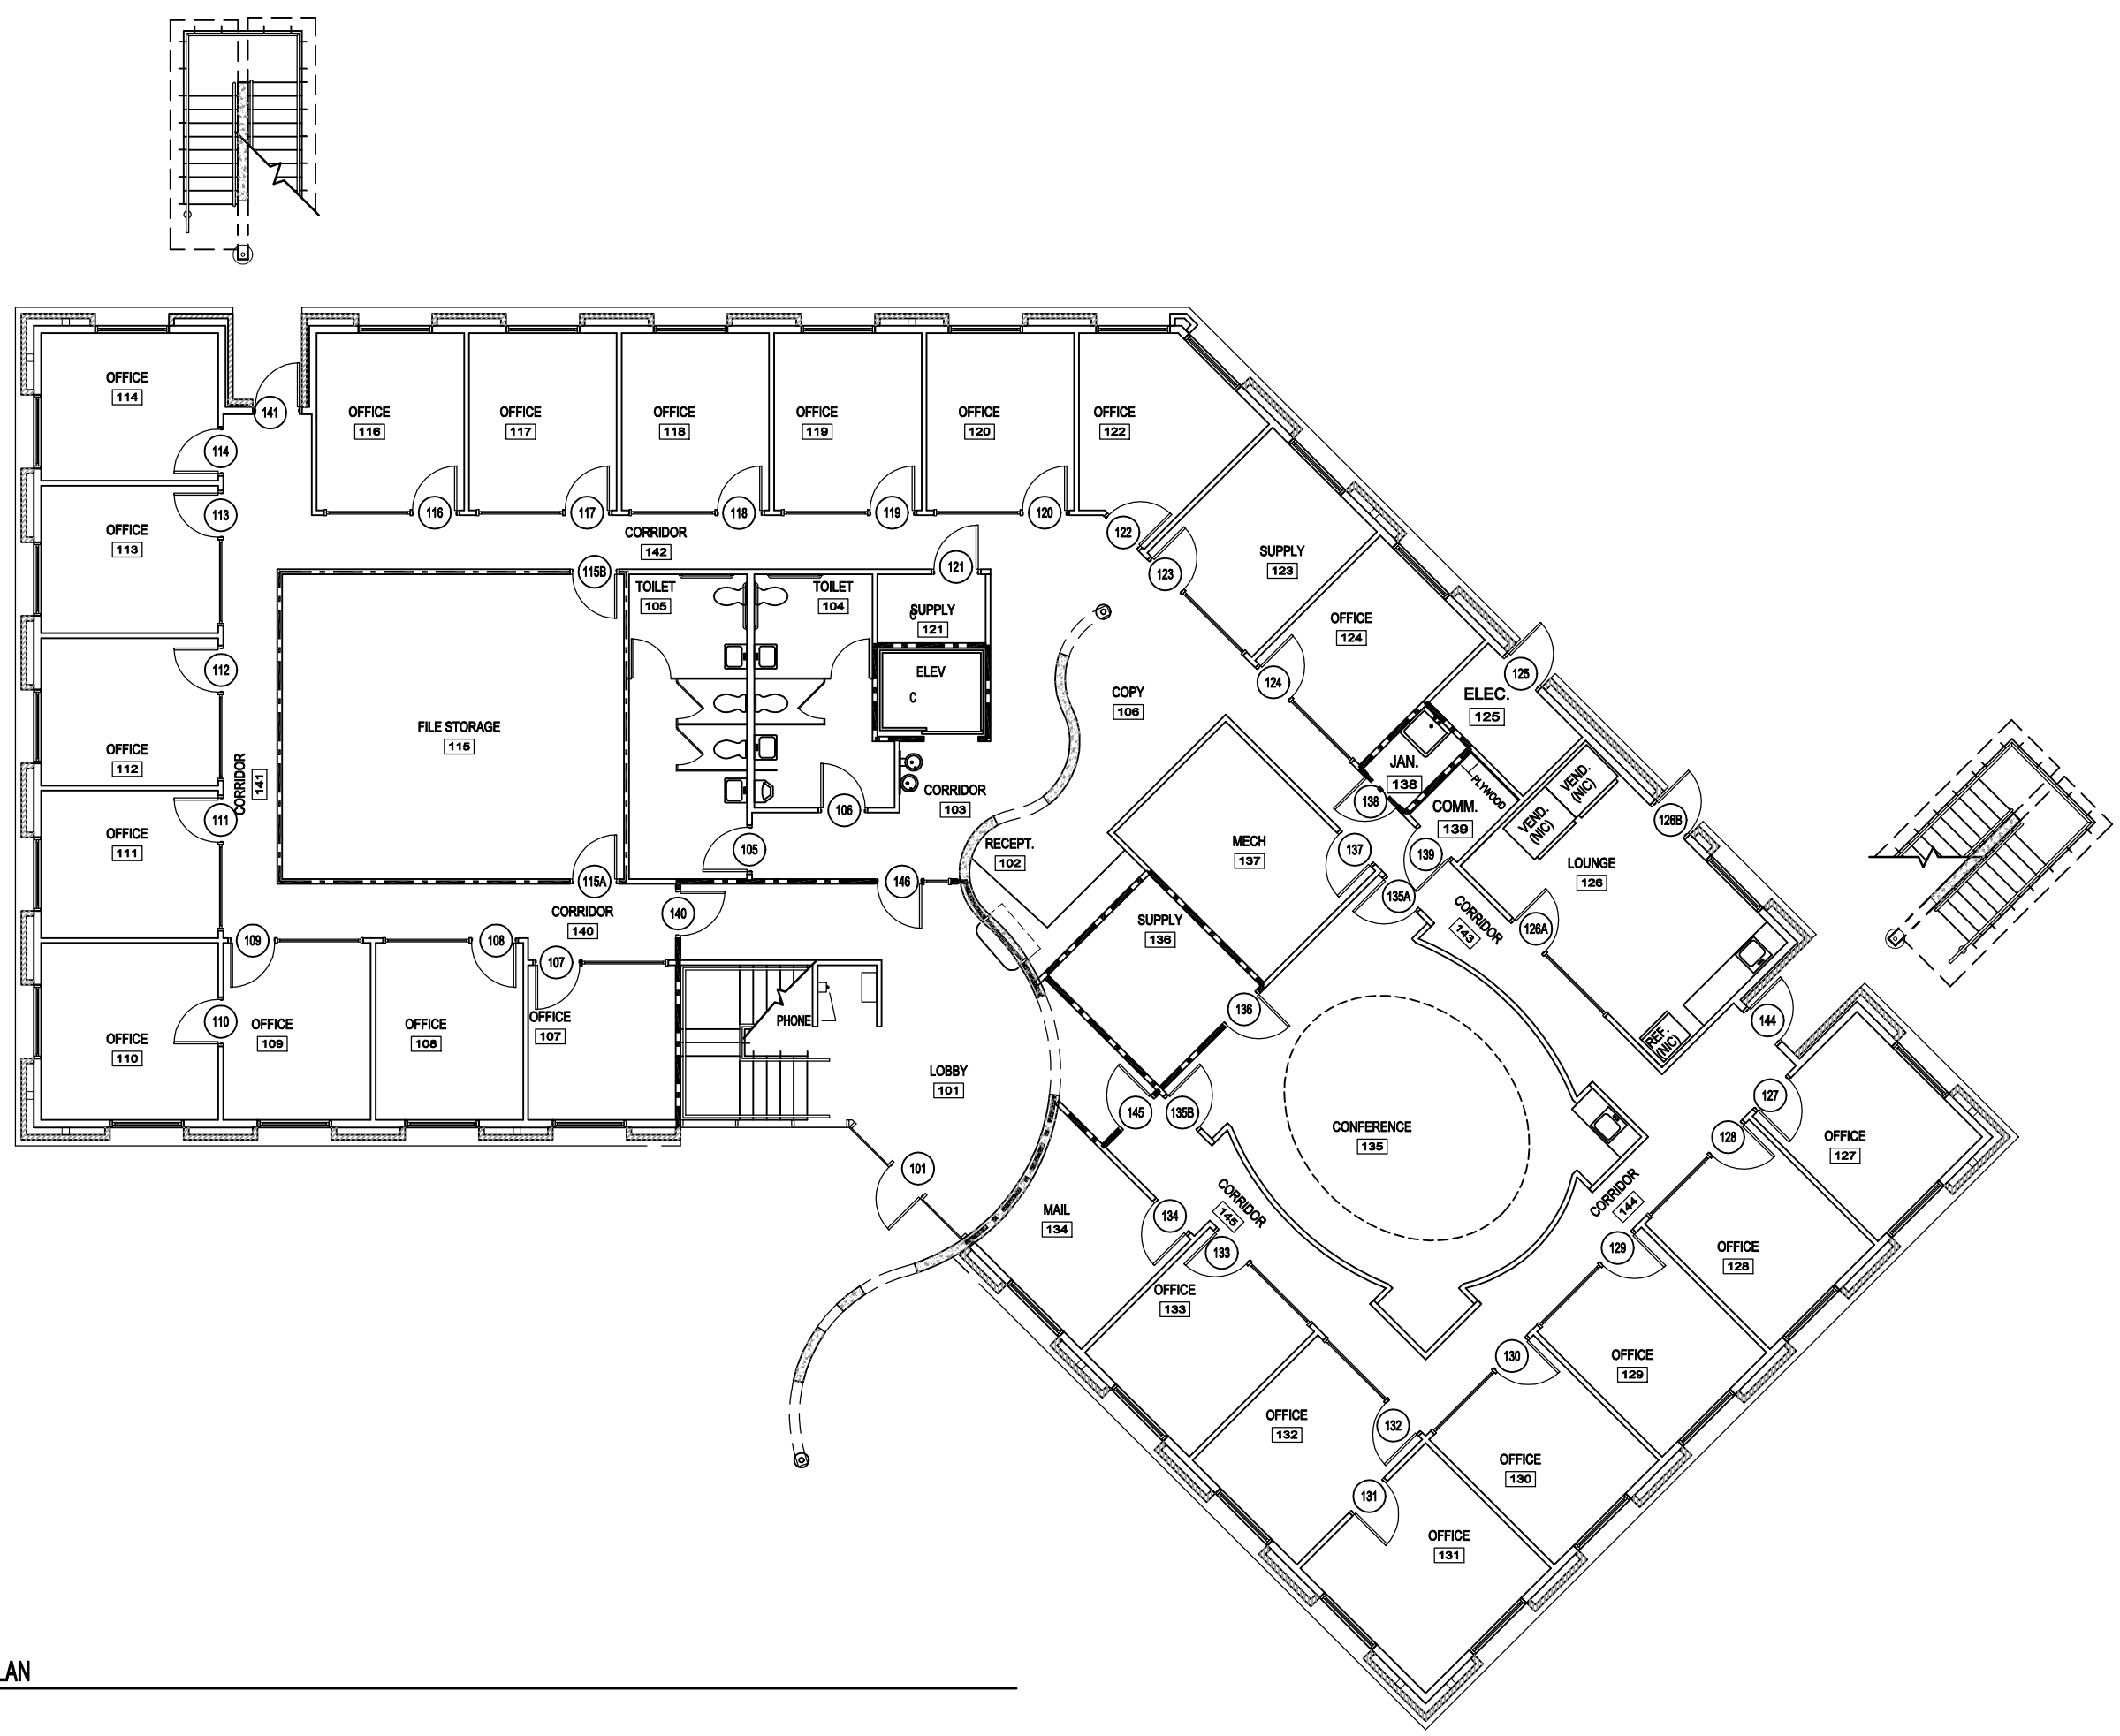 OFFICE
114
141
114
113
OFFICE
113
OFFICE
116
OFFICE
117
OFFICE
118
OFFICE
119
OFFICE
120
OFFICE
122
116
117
118
119
120
122
123
CORRIDOR
142
121
115B
TOILET
105
TOILET
104
SUPPLY
C
121
ELEV
C
SUPPLY
123
OFFICE
124
124
125
ELEC.
125
112
OFFICE
112
CORRIDOR
141
FILE STORAGE
115
COPY
106
JAN.
138
138
PLYWOOD
COMM.
139
VEND.
(NIC)
VEND.
(NIC)
126B
111
OFFICE
111
106
CORRIDOR
103
RECEPT.
102
MECH
137
137
139
LOUNGE
126
105
115A
146
135A
CORRIDOR
143
126A
140
CORRIDOR
140
SUPPLY
136
109
108
107
110
OFFICE
110
OFFICE
109
OFFICE
108
OFFICE
107
PHONE
136
REF.
(NIC)
144
LOBBY
101
145
135B
CONFERENCE
135
127
128
OFFICE
127
101
MAIL
134
134
CORRIDOR
145
133
CORRIDOR
144
129
OFFICE
128
OFFICE
133
130
OFFICE
129
OFFICE
132
132
OFFICE
130
131
OFFICE
131
LAN